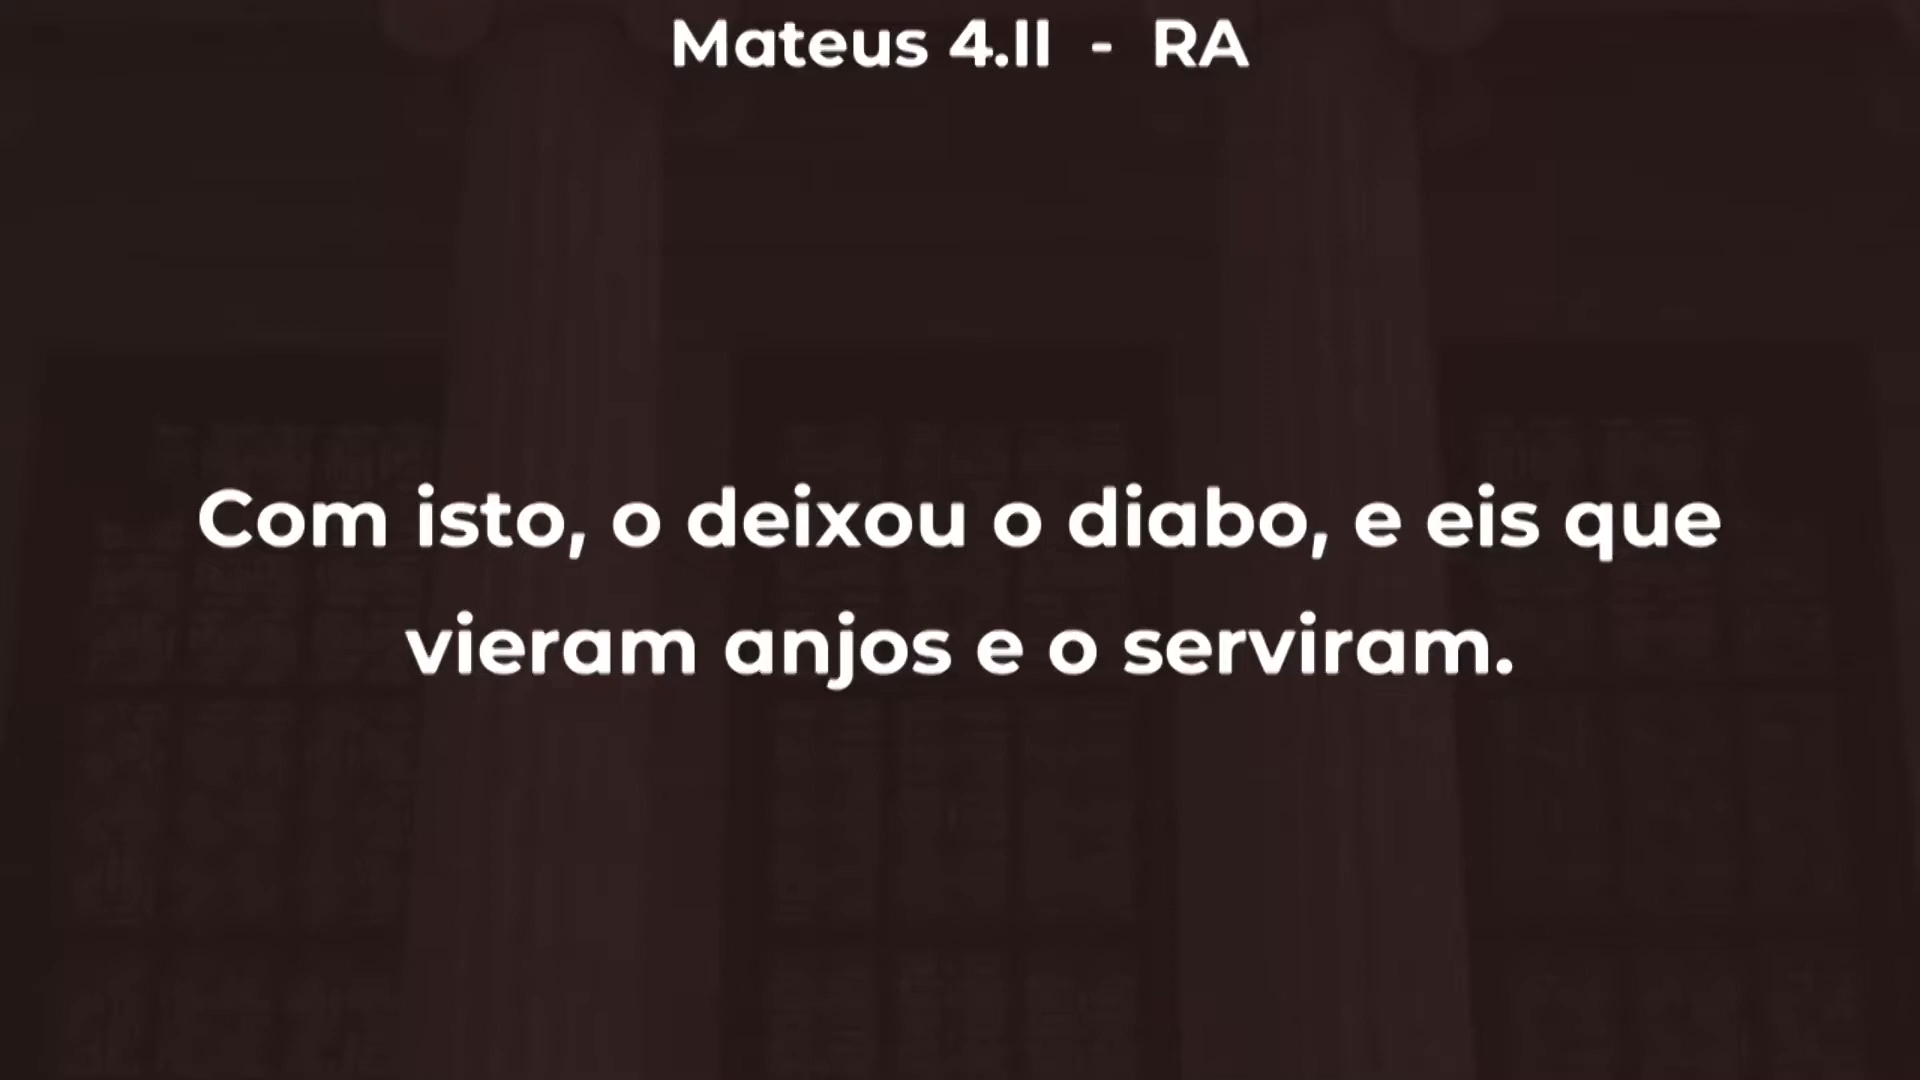 Mateus 4.11 - RA
Com isto, o deixou o diabo, e eis que
vieram anjos e o serviram.